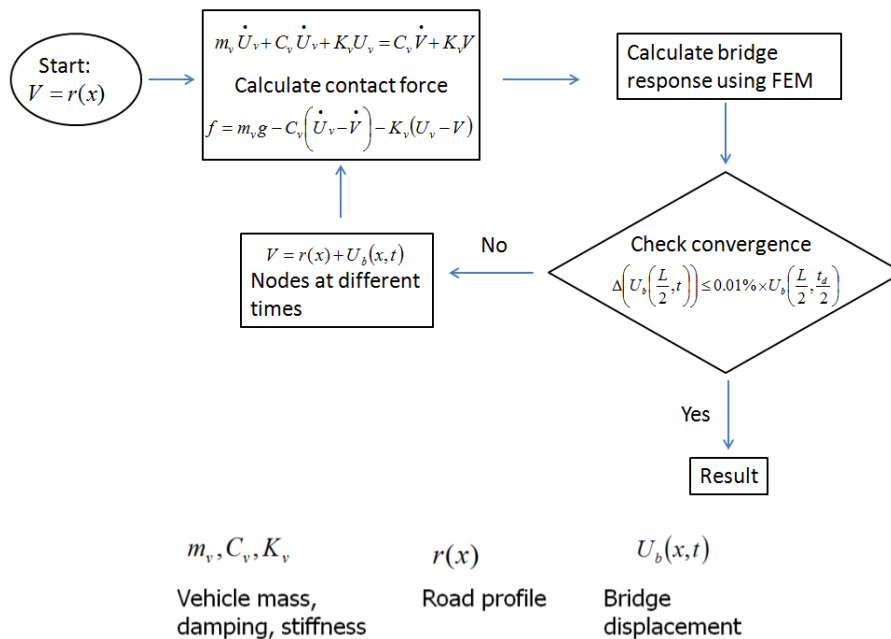 Start:
V = r(x)
m_v U̇_v + C_v U̇_v + K_v U_v = C_v V̇ + K_v V
Calculate contact force
f = m_v g − C_v(U̇_v − V̇) − K_v(U_v − V)
Calculate bridge
response using FEM
Check convergence
Δ(U_b(L/2, t)) ≤ 0.01% × U_b(L/2, t_d/2)
No
V = r(x) + U_b(x, t)
Nodes at different
times
Yes
Result
m_v, C_v, K_v
Vehicle mass,
damping, stiffness
r(x)
Road profile
U_b(x, t)
Bridge
displacement